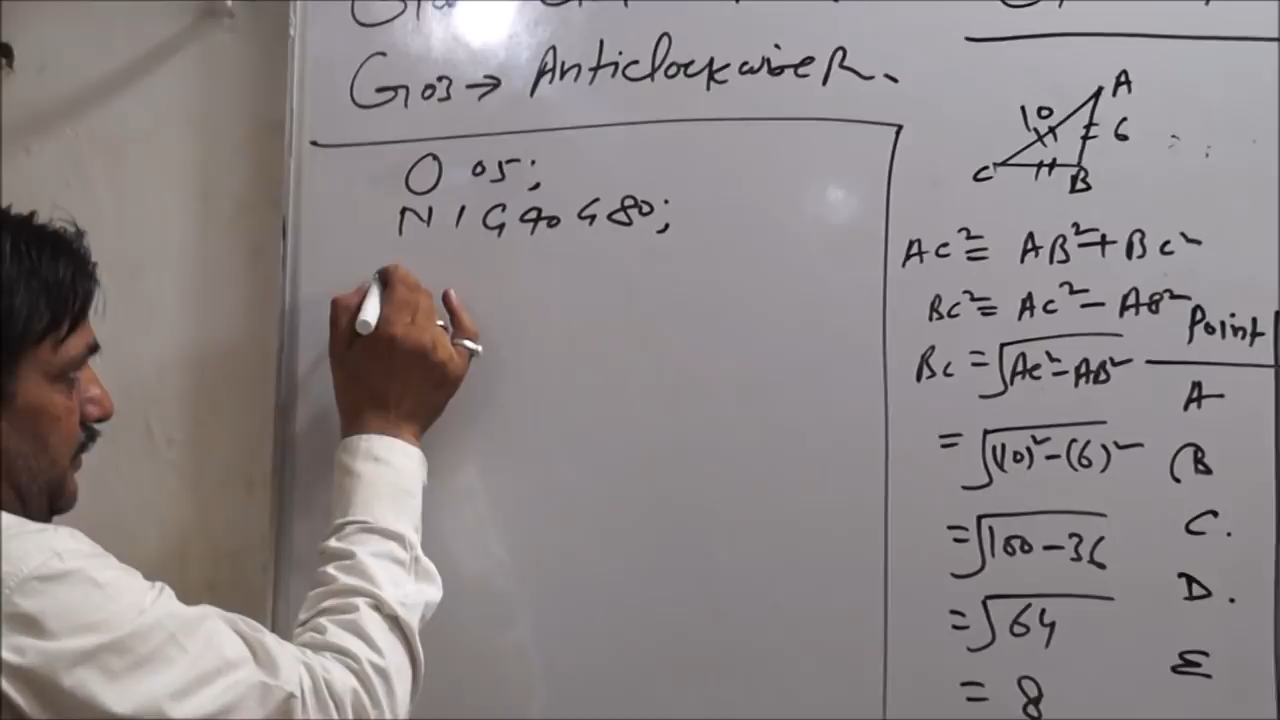 G03 → Anticlockwise R.
O 05;
N1 G90 G80;
A
10
6
C
B
AC² = AB² + BC²
BC² = AC² - AB²
BC = √AC² - AB²
= √(10)² - (6)²
= √100 - 36
= √64
= 8
Point
A
B
C.
D.
E